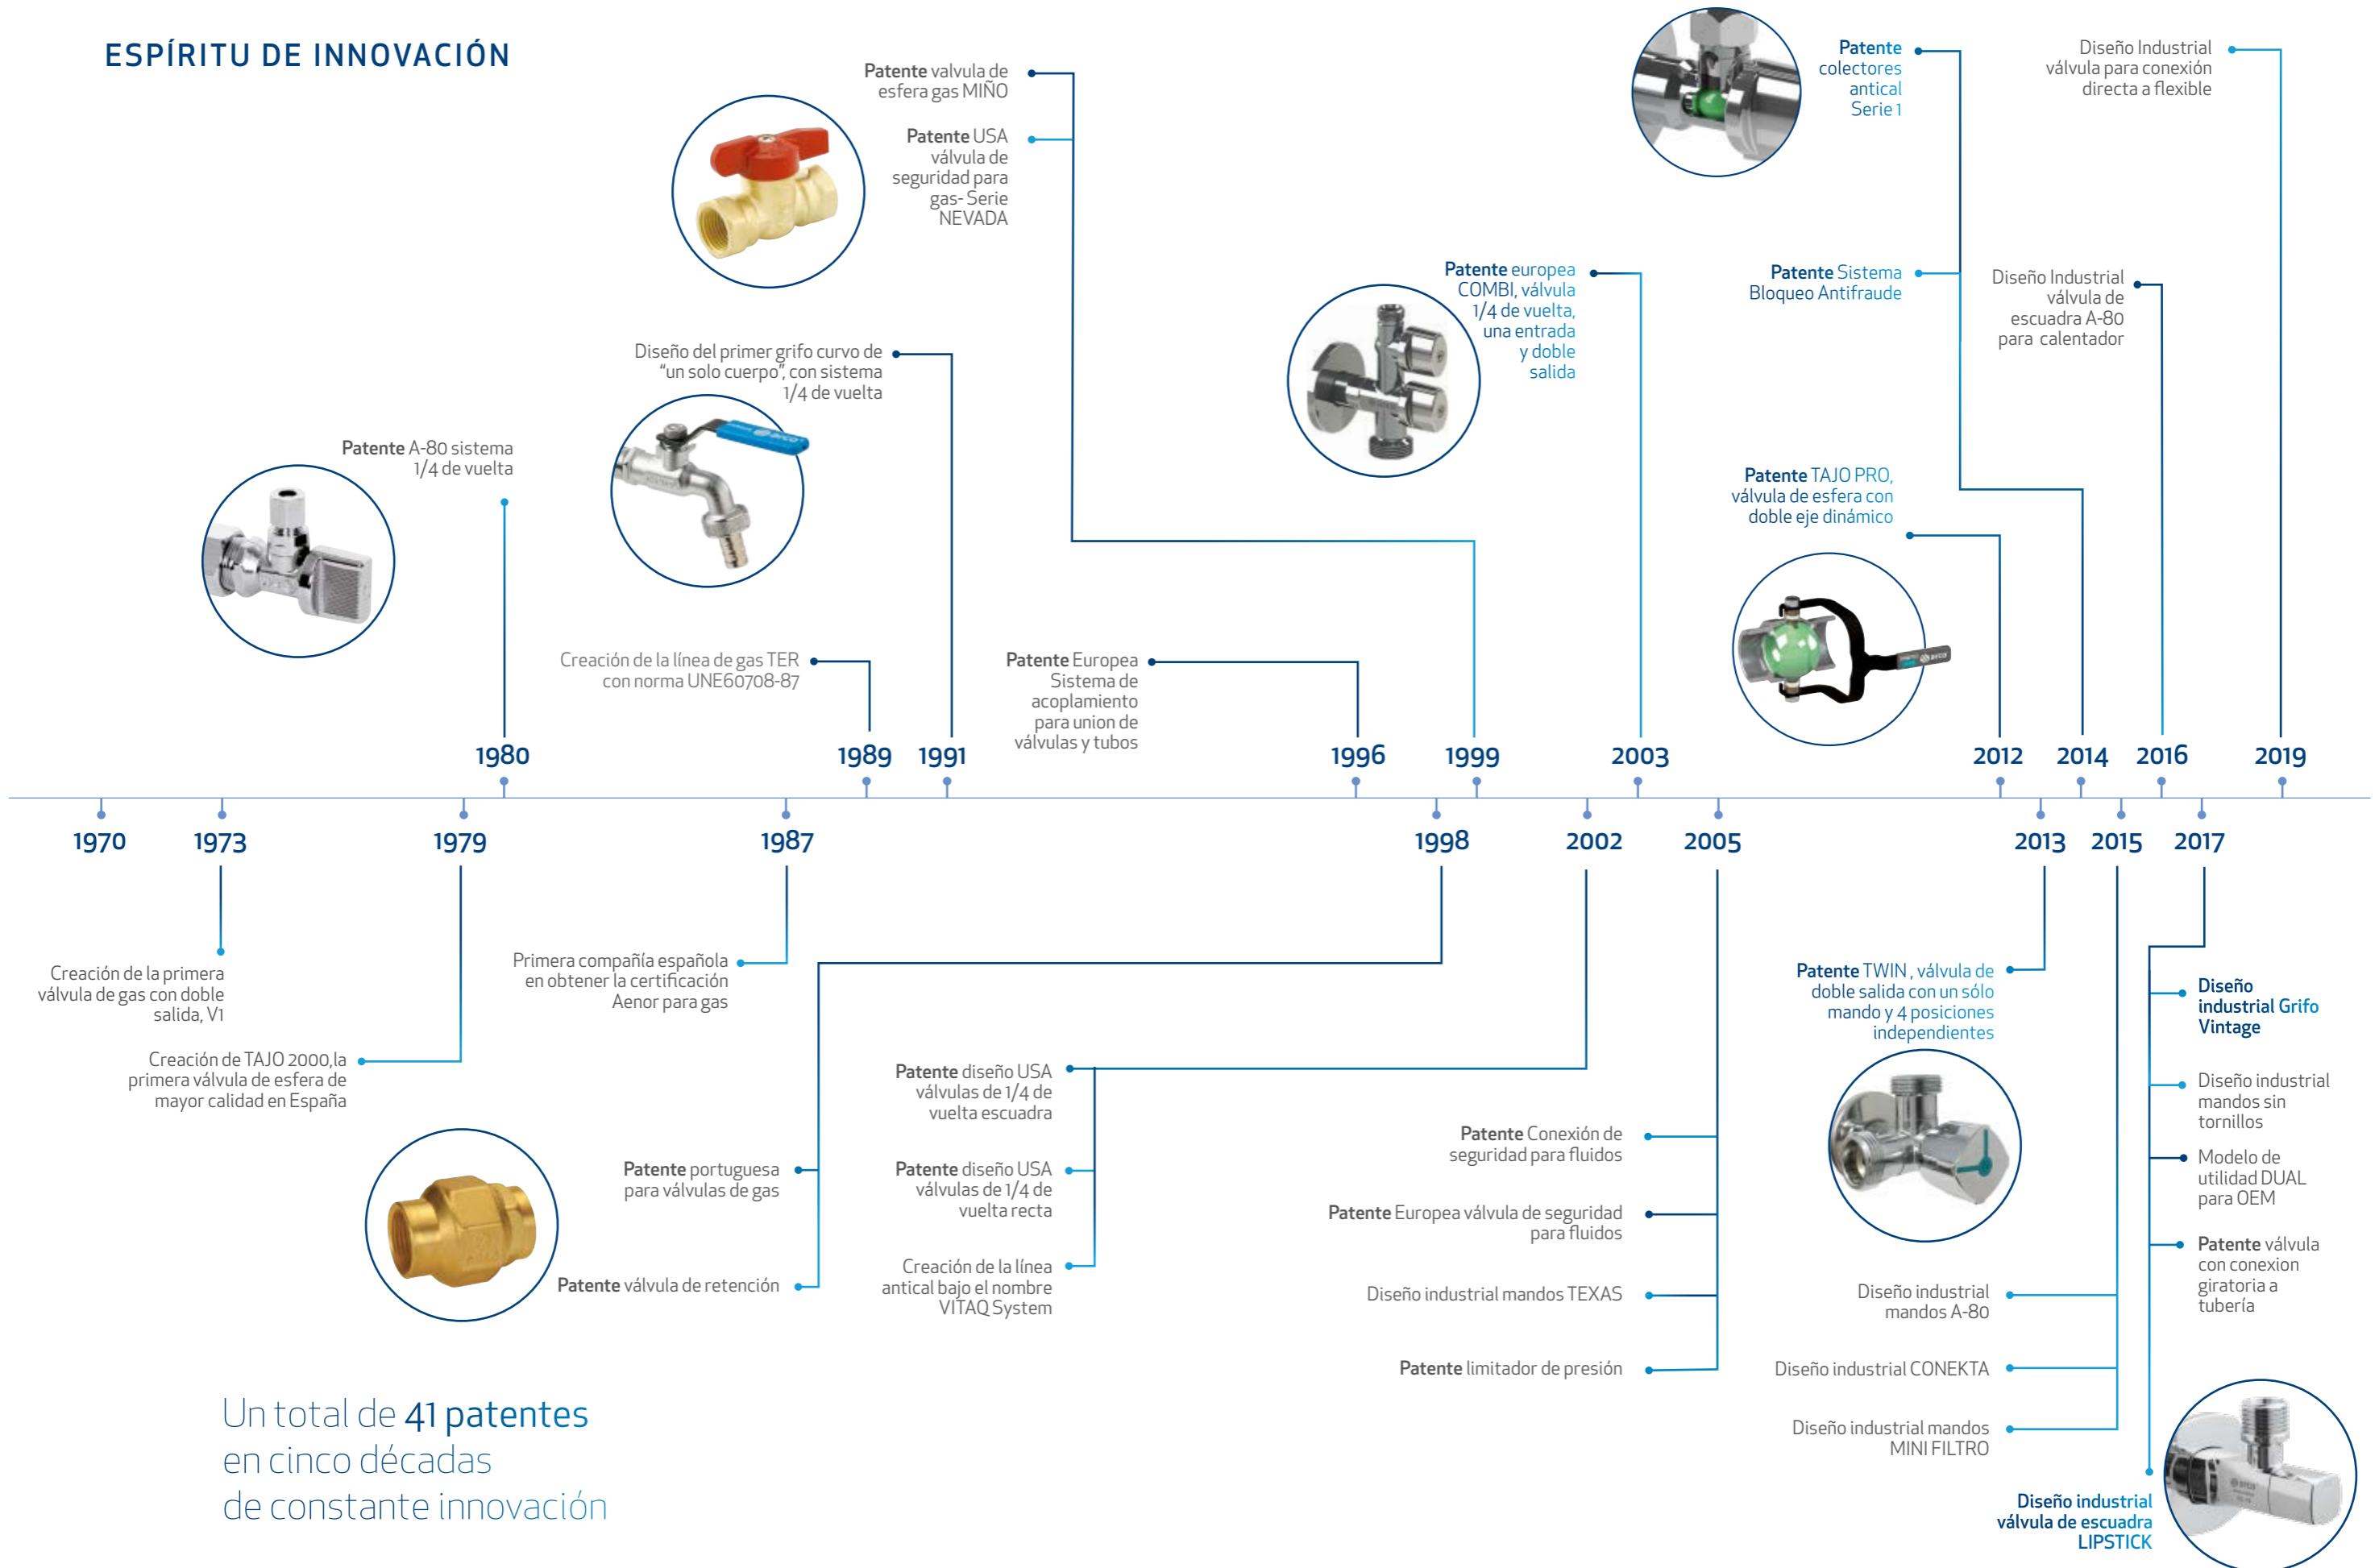 ESPÍRITU DE INNOVACIÓN
Patente valvula de
esfera gas MIÑO
Patente USA
válvula de
seguridad para
gas- Serie
NEVADA
Patente
colectores
antical
Serie 1
Diseño Industrial
válvula para conexión
directa a flexible
Patente europea
COMBI, válvula
1/4 de vuelta,
una entrada
y doble
salida
Patente Sistema
Bloqueo Antifraude
Diseño Industrial
válvula de
escuadra A-80
para calentador
Diseño del primer grifo curvo de
“un solo cuerpo”, con sistema
1/4 de vuelta
Patente A-80 sistema
1/4 de vuelta
arco
Patente TAJO PRO,
válvula de esfera con
doble eje dinámico
arco
Creación de la línea de gas TER
con norma UNE60708-87
Patente Europea
Sistema de
acoplamiento
para union de
válvulas y tubos
1980
1989
1991
1996
1999
2003
2012
2014
2016
2019
1970
1973
1979
1987
1998
2002
2005
2013
2015
2017
Creación de la primera
válvula de gas con doble
salida, V1
Creación de TAJO 2000,la
primera válvula de esfera de
mayor calidad en España
Primera compañía española
en obtener la certificación
Aenor para gas
Patente portuguesa
para válvulas de gas
Patente válvula de retención
Patente diseño USA
válvulas de 1/4 de
vuelta escuadra
Patente diseño USA
válvulas de 1/4 de
vuelta recta
Creación de la línea
antical bajo el nombre
VITAQ System
Patente Conexión de
seguridad para fluidos
Patente Europea válvula de seguridad
para fluidos
Diseño industrial mandos TEXAS
Patente limitador de presión
Patente TWIN , válvula de
doble salida con un sólo
mando y 4 posiciones
independientes
Diseño industrial
mandos A-80
Diseño industrial CONEKTA
Diseño industrial mandos
MINI FILTRO
Diseño
industrial Grifo
Vintage
Diseño industrial
mandos sin
tornillos
Modelo de
utilidad DUAL
para OEM
Patente válvula
con conexion
giratoria a
tubería
Diseño industrial
válvula de escuadra
LIPSTICK
arco
Un total de 41 patentes
en cinco décadas
de constante innovación